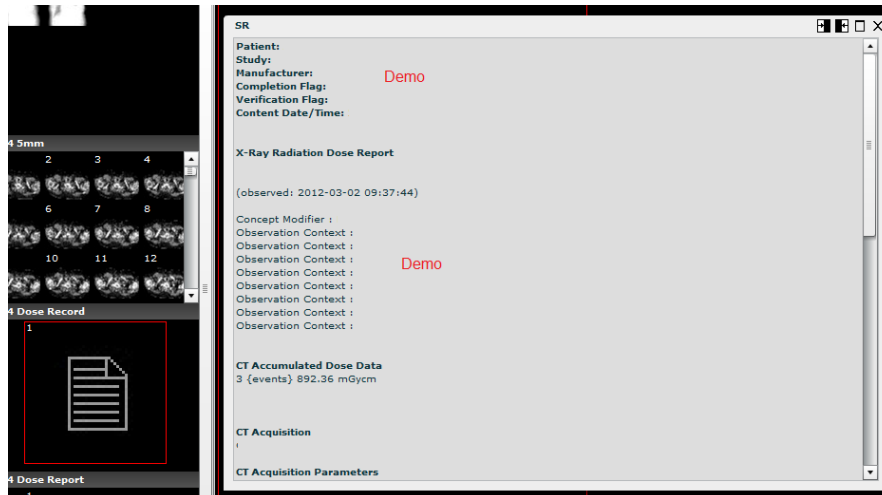 4 5mm
2 3 4
6 7 8
10 11 12
4 Dose Record
1
4 Dose Report
SR
Patient:
Study:
Manufacturer:
Demo
Completion Flag:
Verification Flag:
Content Date/Time:
X-Ray Radiation Dose Report
(observed: 2012-03-02 09:37:44)
Concept Modifier :
Observation Context :
Observation Context :
Observation Context :
Demo
Observation Context :
Observation Context :
Observation Context :
Observation Context :
Observation Context :
CT Accumulated Dose Data
3 {events} 892.36 mGycm
CT Acquisition
CT Acquisition Parameters